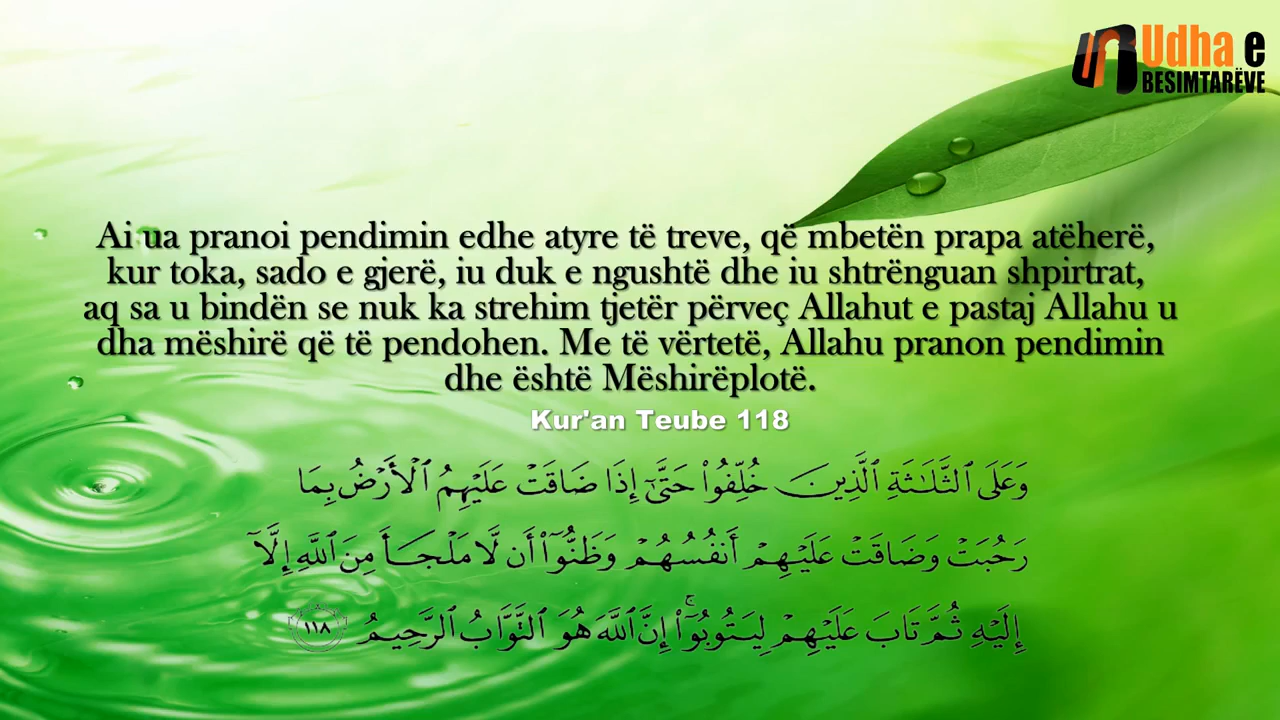 Udha e
BESIMTARËVE
Ai ua pranoi pendimin edhe atyre të treve, që mbetën prapa atëherë,
kur toka, sado e gjerë, iu duk e ngushtë dhe iu shtrënguan shpirtrat,
aq sa u bindën se nuk ka strehim tjetër përveç Allahut e pastaj Allahu u
dha mëshirë që të pendohen. Me të vërtetë, Allahu pranon pendimin
dhe është Mëshirëplotë.
Kur'an Teube 118
وَعَلَى ٱلثَّلَـٰثَةِ ٱلَّذِينَ خُلِّفُوا۟ حَتَّىٰٓ إِذَا ضَاقَتْ عَلَيْهِمُ ٱلْأَرْضُ بِمَا
رَحُبَتْ وَضَاقَتْ عَلَيْهِمْ أَنفُسُهُمْ وَظَنُّوٓا۟ أَن لَّا مَلْجَأَ مِنَ ٱللَّهِ إِلَّآ
إِلَيْهِ ثُمَّ تَابَ عَلَيْهِمْ لِيَتُوبُوٓا۟ ۚ إِنَّ ٱللَّهَ هُوَ ٱلتَّوَّابُ ٱلرَّحِيمُ ١١٨